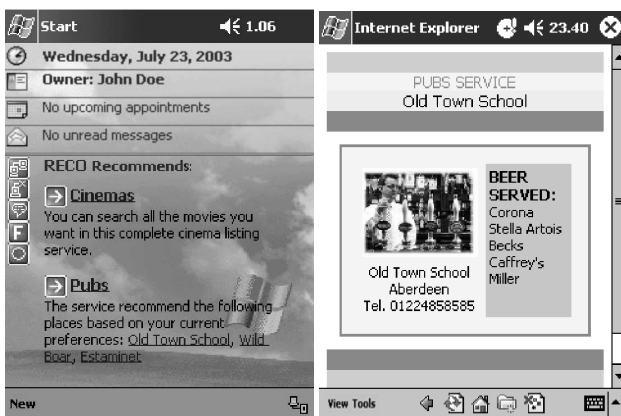 Start 1.06
Wednesday, July 23, 2003
Owner: John Doe
No upcoming appointments
No unread messages
RECO Recommends:
Cinemas
You can search all the movies you
want in this complete cinema listing
service.
Pubs
The service recommend the following
places based on your current
preferences: Old Town School, Wild
Boar, Estaminet
F
New
Internet Explorer 23.40
PUBS SERVICE
Old Town School
BEER
SERVED:
Corona
Stella Artois
Becks
Caffrey's
Miller
Old Town School
Aberdeen
Tel. 01224858585
View Tools